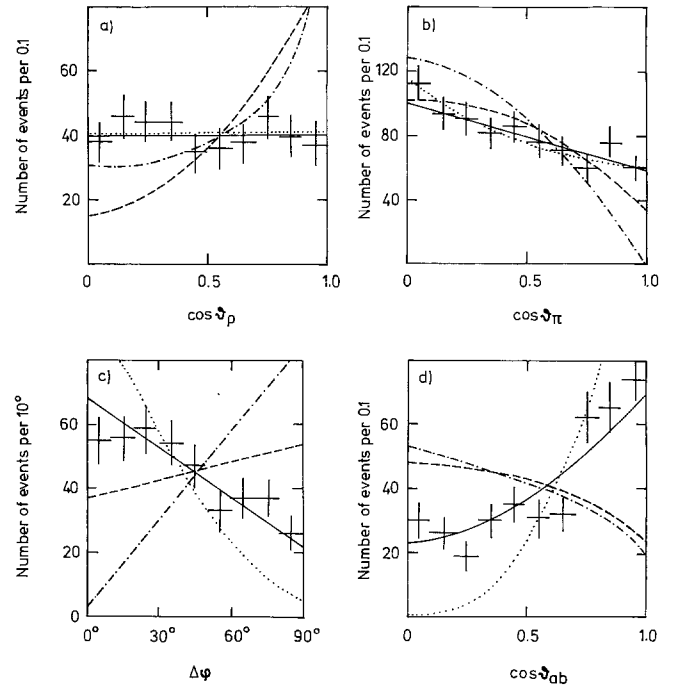 a)
Number of events per 0.1
60
40
20
0
0.5
1.0
cos ϑρ
b)
Number of events per 0.1
120
80
40
0
0.5
1.0
cos ϑπ
c)
Number of events per 10°
60
40
20
0
0°
30°
60°
90°
Δφ
d)
Number of events per 0.1
60
40
20
0
0.5
1.0
cos ϑab